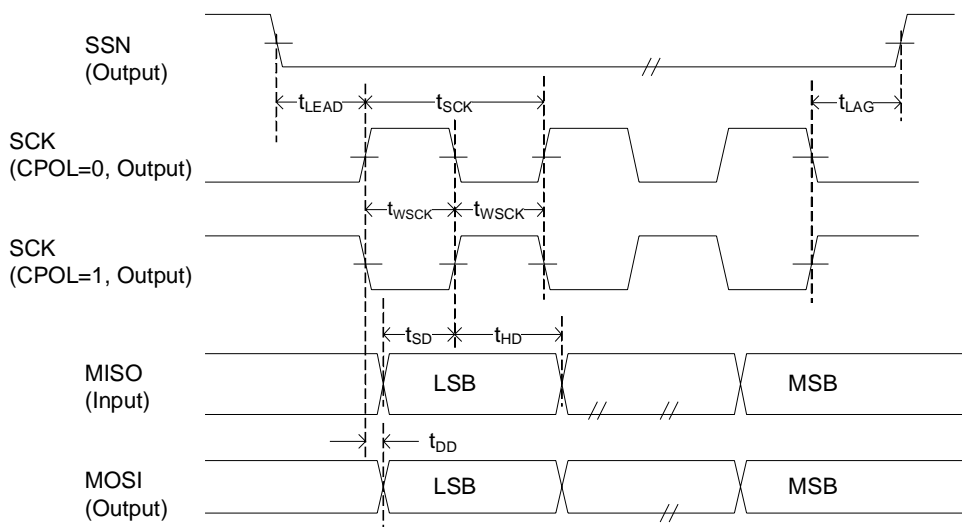 SSN
(Output)
tLEAD
tSCK
tLAG
SCK
(CPOL=0, Output)
tWSCK
tWSCK
SCK
(CPOL=1, Output)
tSD
tHD
MISO
(Input)
LSB
MSB
tDD
MOSI
(Output)
LSB
MSB